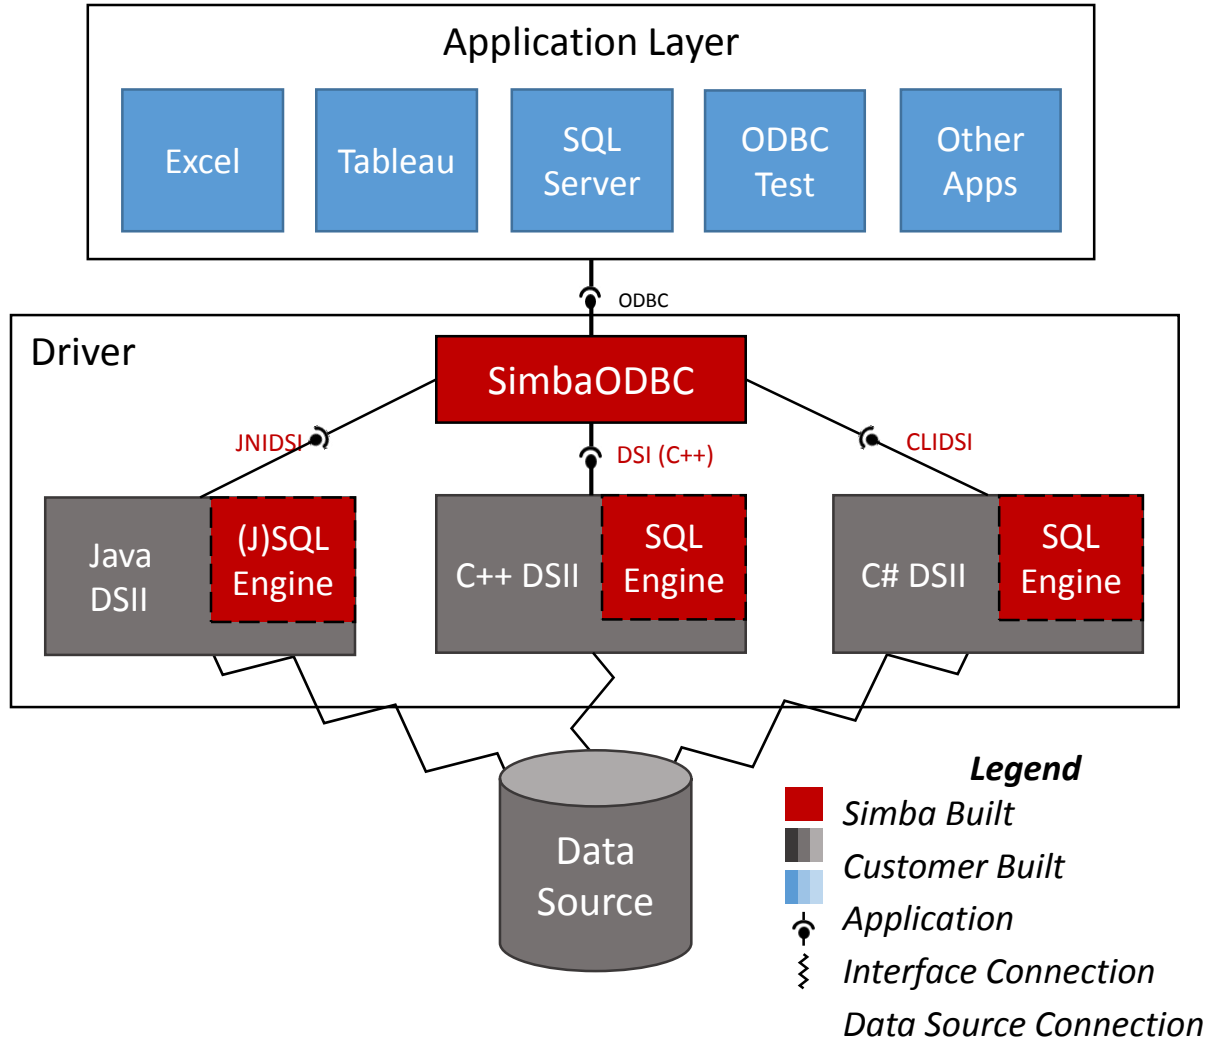 Application Layer
Excel
Tableau
SQL
Server
ODBC
Test
Other
Apps
ODBC
Driver
SimbaODBC
JNIDSI
DSI (C++)
CLIDSI
Java
DSII
(J)SQL
Engine
C++ DSII
SQL
Engine
C# DSII
SQL
Engine
Data
Source
Legend
Simba Built
Customer Built
Application
Interface Connection
Data Source Connection